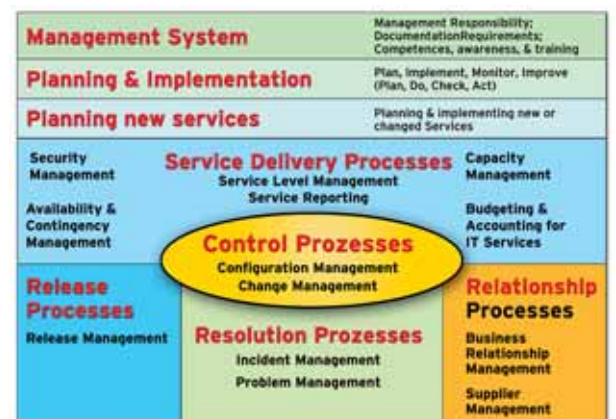 Management System
Management Responsibility;
DocumentationRequirements;
Competences, awareness, & training
Planning & Implementation
Plan, Implement, Monitor, Improve
(Plan, Do, Check, Act)
Planning new services
Planning & implementing new or
changed Services
Security
Management
Availability &
Contingency
Management
Service Delivery Processes
Service Level Management
Service Reporting
Capacity
Management
Budgeting &
Accounting for
IT Services
Control Prozesses
Configuration Management
Change Management
Release
Processes
Release Management
Resolution Prozesses
Incident Management
Problem Management
Relationship
Processes
Business
Relationship
Management
Supplier
Management